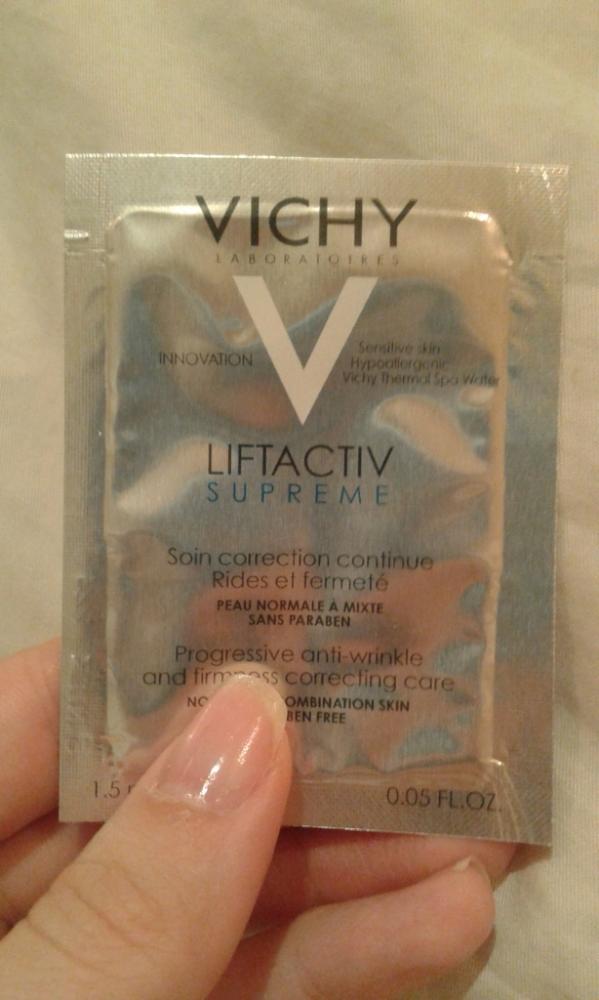 VICHY
LABORATOIRES
INNOVATION
Sensitive skin
Hypoallergenic
Vichy Thermal Spa Water
LIFTACTIV
SUPREME
Soin correction continue
Rides et fermeté
PEAU NORMALE À MIXTE
SANS PARABEN
Progressive anti-wrinkle
and firmness correcting care
COMBINATION SKIN
FREE
1.5
0.05 FL.OZ.